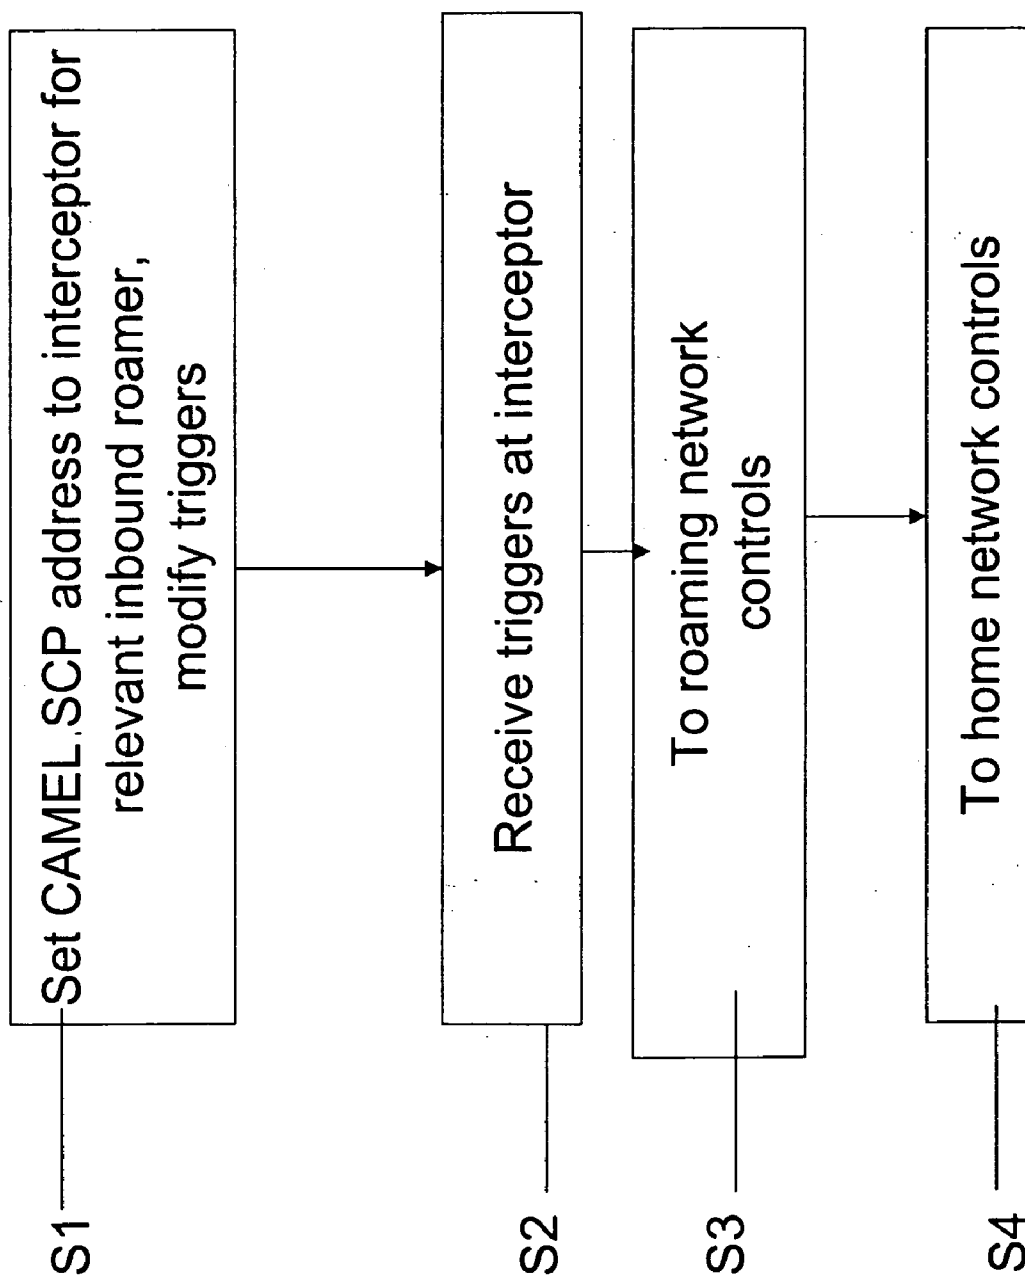 S1
Set CAMEL.SCP address to interceptor for
relevant inbound roamer,
modify triggers
S2
Receive triggers at interceptor
S3
To roaming network
controls
S4
To home network controls